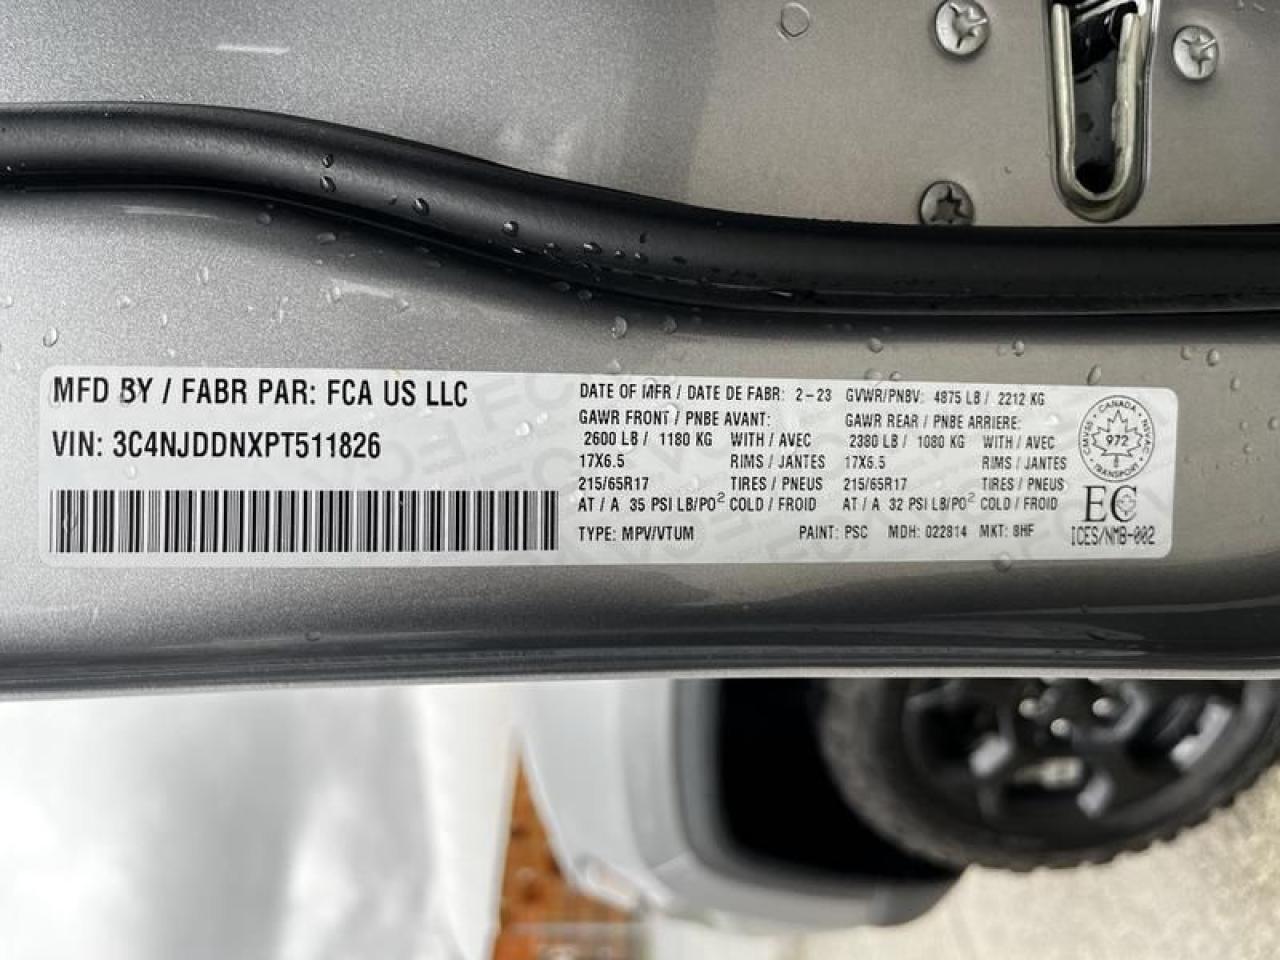 MFD BY / FABR PAR: FCA US LLC
VIN: 3C4NJDDNXPT511826
DATE OF MFR / DATE DE FABR: 2-23 GVWR/PNBV: 4875 LB / 2212 KG
GAWR FRONT / PNBE AVANT: GAWR REAR / PNBE ARRIERE:
2600 LB / 1180 KG WITH / AVEC 2380 LB / 1080 KG WITH / AVEC
17X6.5 RIMS / JANTES 17X6.5 RIMS / JANTES
215/65R17 TIRES / PNEUS 215/65R17 TIRES / PNEUS
AT / A 35 PSI LB/PO² COLD / FROID AT / A 32 PSI LB/PO² COLD / FROID
TYPE: MPV/VTUM PAINT: PSC MDH: 022814 MKT: 8HF
CANADA
CMVSS 972 NSVAC
TRANSPORT
EC
ICES/NMB-002